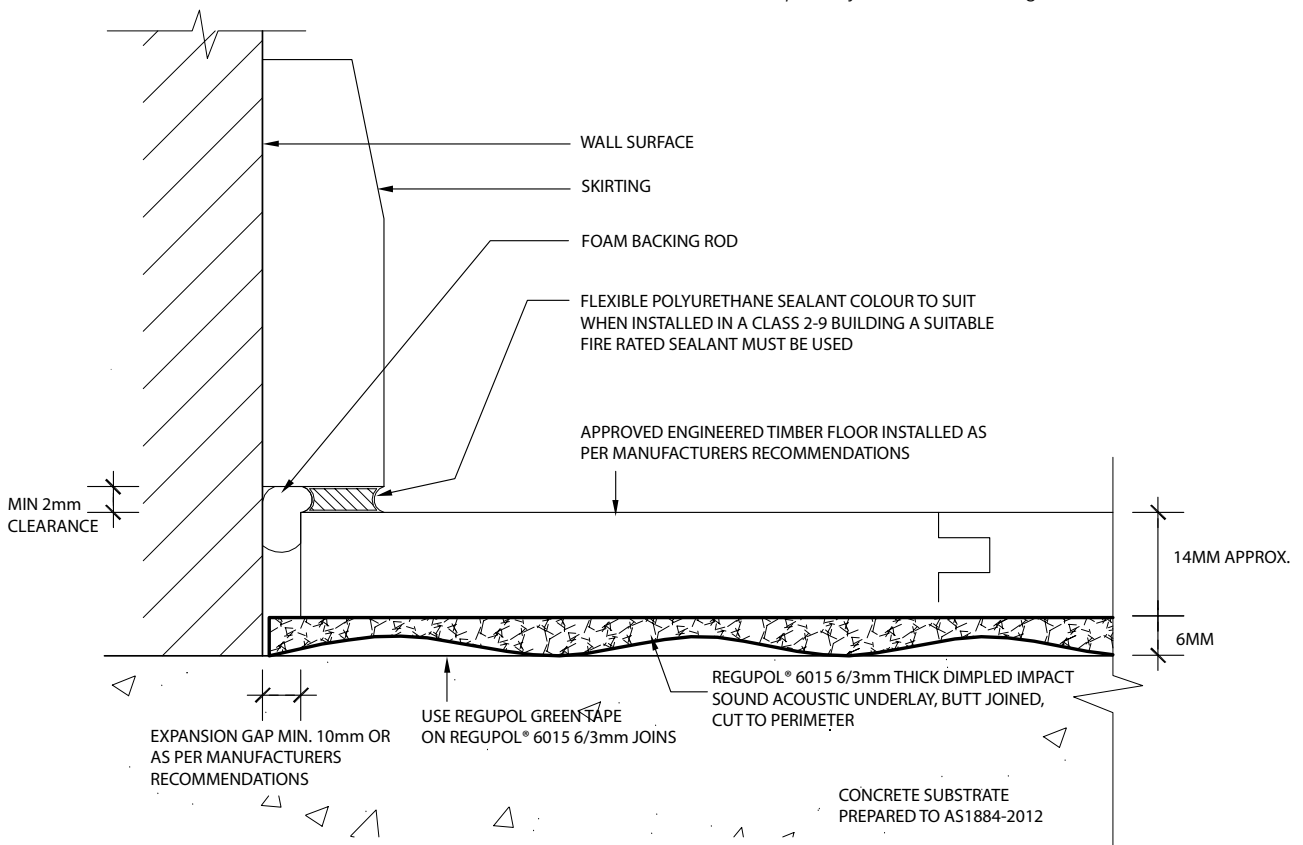 WALL SURFACE
SKIRTING
FOAM BACKING ROD
FLEXIBLE POLYURETHANE SEALANT COLOUR TO SUIT
WHEN INSTALLED IN A CLASS 2-9 BUILDING A SUITABLE
FIRE RATED SEALANT MUST BE USED
APPROVED ENGINEERED TIMBER FLOOR INSTALLED AS
PER MANUFACTURERS RECOMMENDATIONS
MIN 2mm
CLEARANCE
14MM APPROX.
6MM
REGUPOL® 6015 6/3mm THICK DIMPLED IMPACT
SOUND ACOUSTIC UNDERLAY, BUTT JOINED,
CUT TO PERIMETER
USE REGUPOL GREEN TAPE
ON REGUPOL® 6015 6/3mm JOINS
EXPANSION GAP MIN. 10mm OR
AS PER MANUFACTURERS
RECOMMENDATIONS
CONCRETE SUBSTRATE
PREPARED TO AS1884-2012